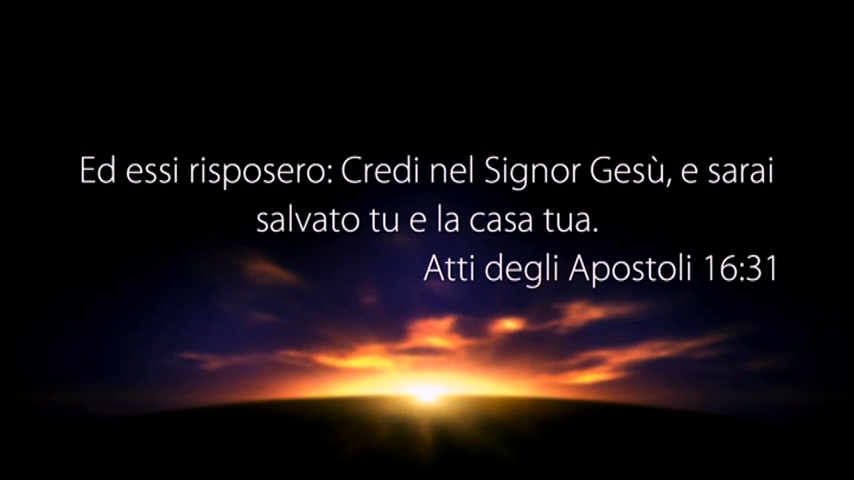 Ed essi risposero: Credi nel Signor Gesù, e sarai
salvato tu e la casa tua.
Atti degli Apostoli 16:31